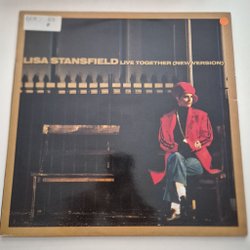 LISA STANSFIELD LIVE TOGETHER (NEW VERSION)